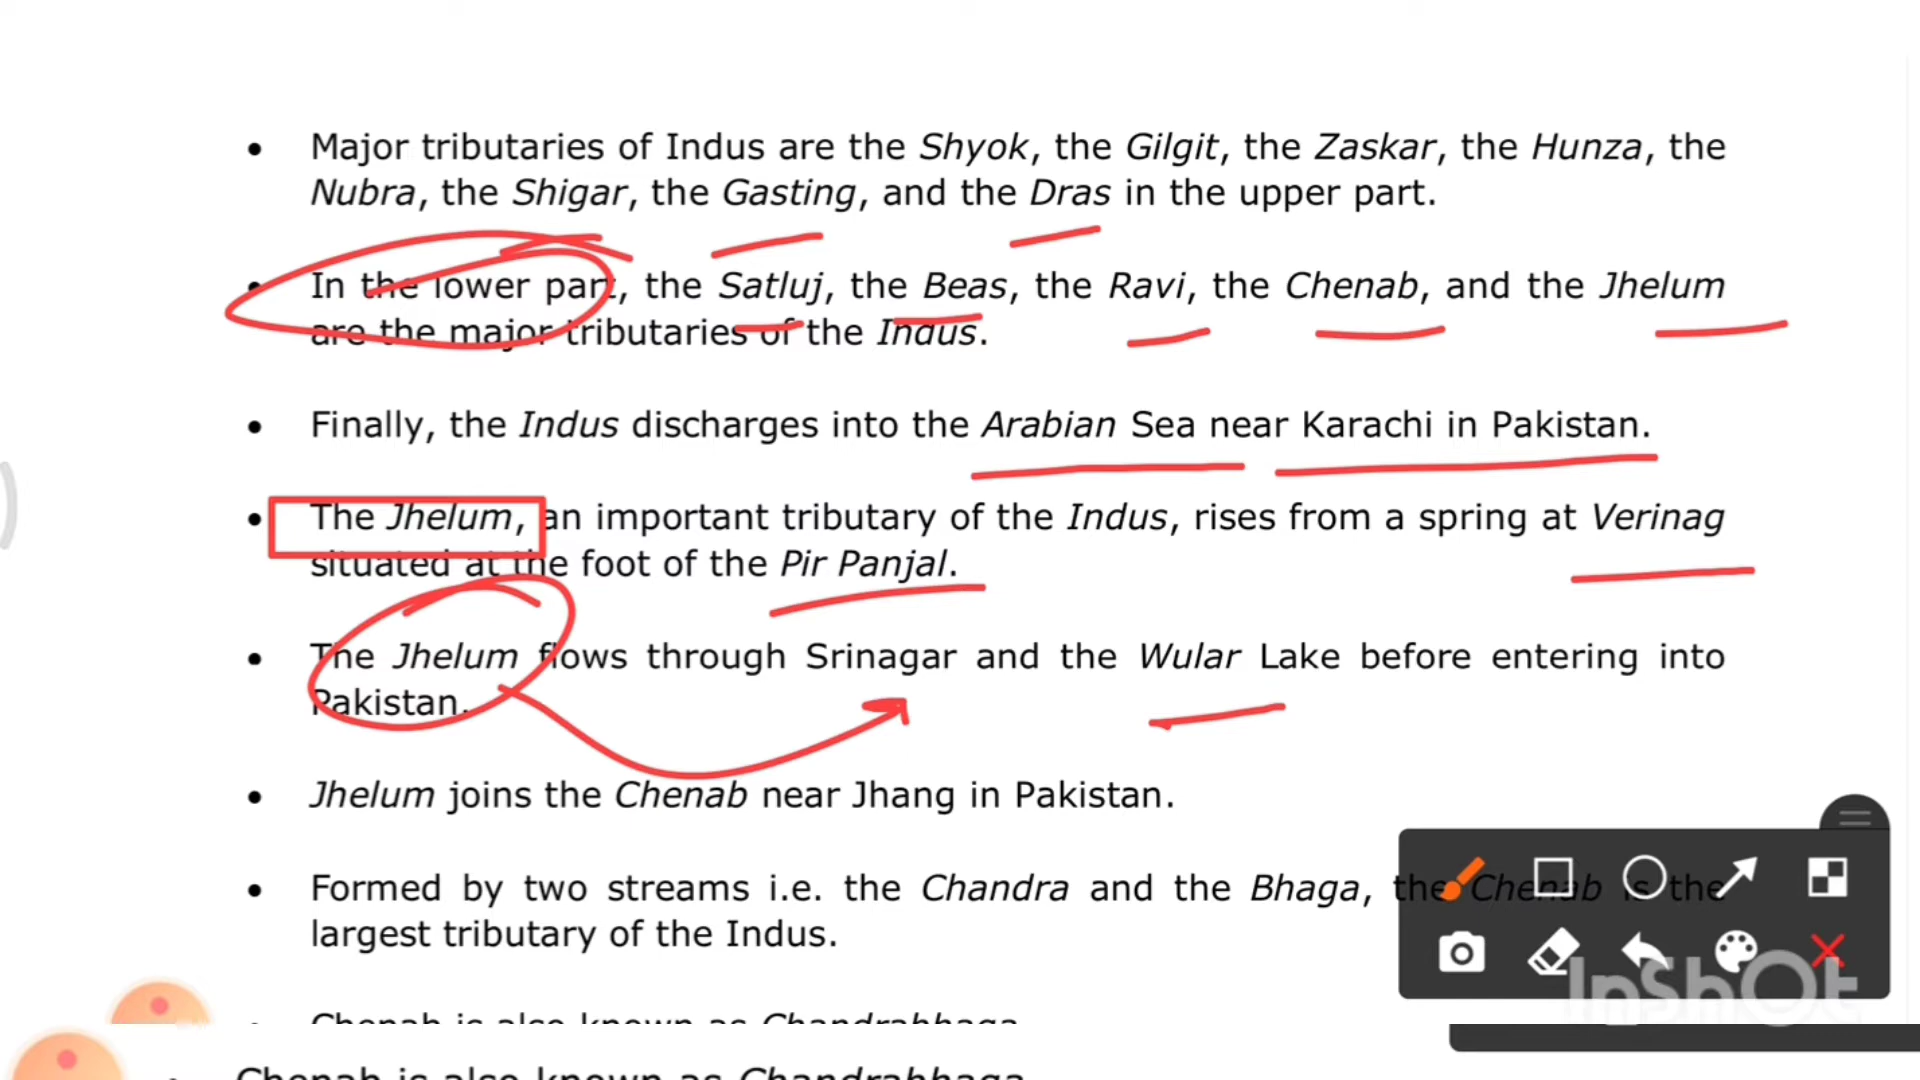 • Major tributaries of Indus are the Shyok, the Gilgit, the Zaskar, the Hunza, the
Nubra, the Shigar, the Gasting, and the Dras in the upper part.
• In the lower part, the Satluj, the Beas, the Ravi, the Chenab, and the Jhelum
are the major tributaries of the Indus.
• Finally, the Indus discharges into the Arabian Sea near Karachi in Pakistan.
• The Jhelum, an important tributary of the Indus, rises from a spring at Verinag
situated at the foot of the Pir Panjal.
• The Jhelum flows through Srinagar and the Wular Lake before entering into
Pakistan.
• Jhelum joins the Chenab near Jhang in Pakistan.
• Formed by two streams i.e. the Chandra and the Bhaga, the Chenab is the
largest tributary of the Indus.
InShOt
Chenab is also known as Chandrabhaga
Chenab is also known as Chandrabhaga